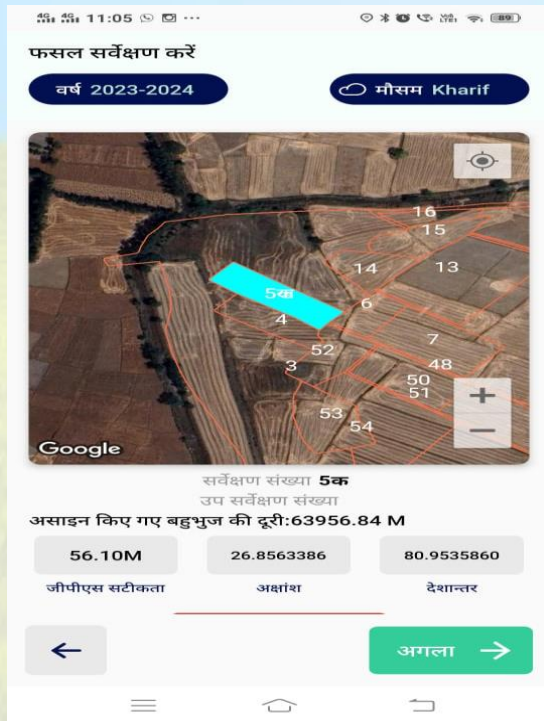 4G 4G 11:05
89
फसल सर्वेक्षण करें
वर्ष 2023-2024
मौसम Kharif
16
15
14
13
5क
6
4
7
52
3
48
50
51
53
54
+
−
Google
सर्वेक्षण संख्या 5क
उप सर्वेक्षण संख्या
असाइन किए गए बहुभुज की दूरी:63956.84 M
56.10M 26.8563386 80.9535860
जीपीएस सटीकता अक्षांश देशान्तर
अगला